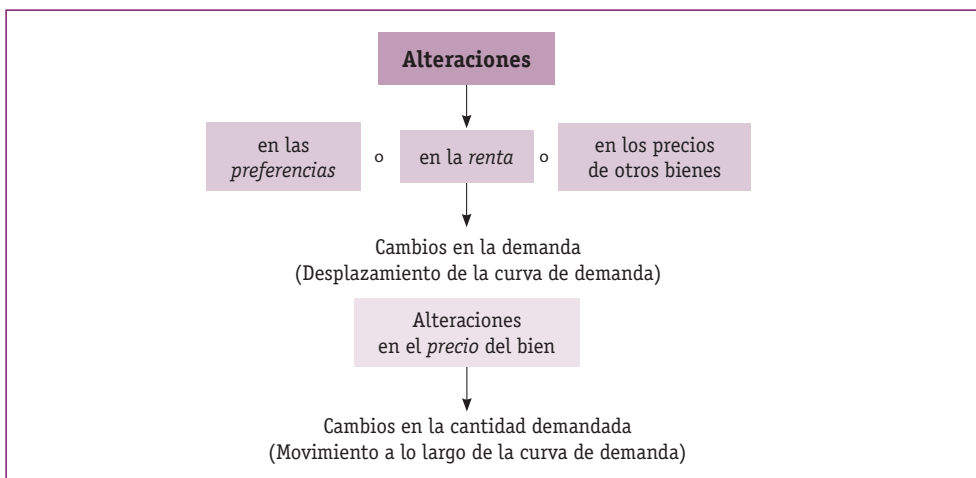 Alteraciones
en las
preferencias
o
en la renta
o
en los precios
de otros bienes
Cambios en la demanda
(Desplazamiento de la curva de demanda)
Alteraciones
en el precio del bien
Cambios en la cantidad demandada
(Movimiento a lo largo de la curva de demanda)